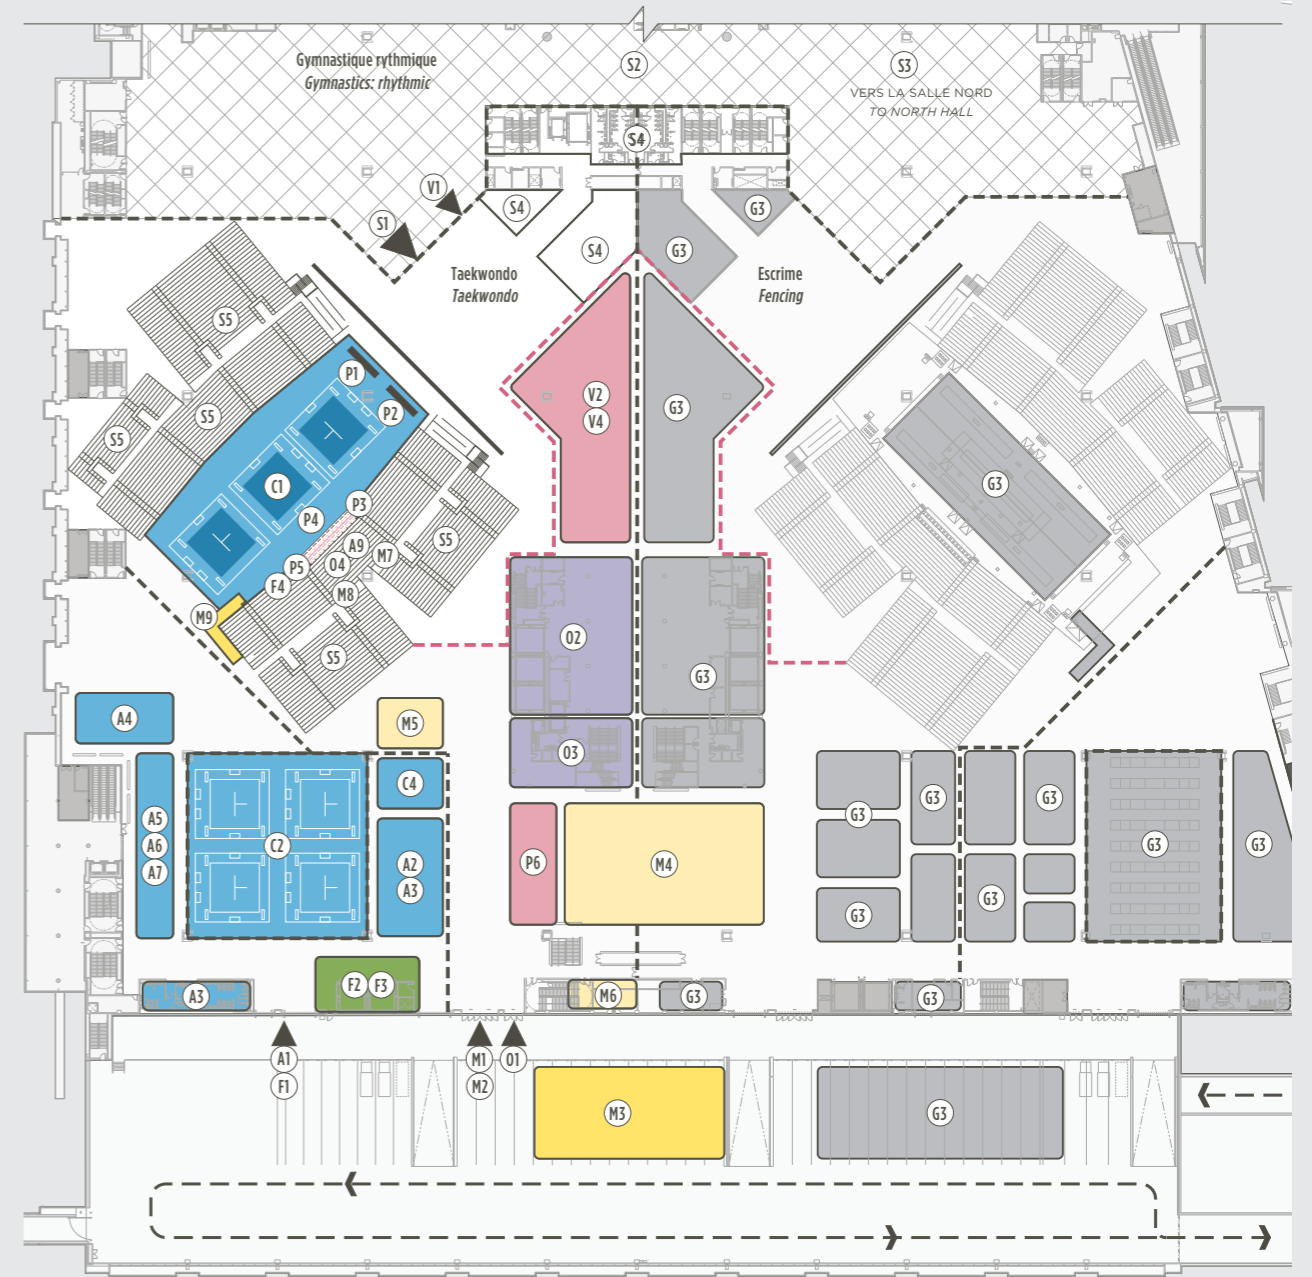 Gymnastique rythmique
Gymnastics: rhythmic
S2
S3
VERS LA SALLE NORD
TO NORTH HALL
S4
V1
S1
S4
G3
S4
G3
Taekwondo
Taekwondo
Escrime
Fencing
S5
P1
P2
S5
S5
V2
V4
G3
C1
P3
P4
A9
M7
S5
O4
P5
F4
M8
M9
S5
G3
O2
G3
A4
M5
O3
C4
A5
A6
A7
C2
A2
A3
P6
M4
G3
G3
G3
G3
G3
G3
G3
A3
F2
F3
M6
G3
G3
A1
F1
M1
M2
O1
M3
G3